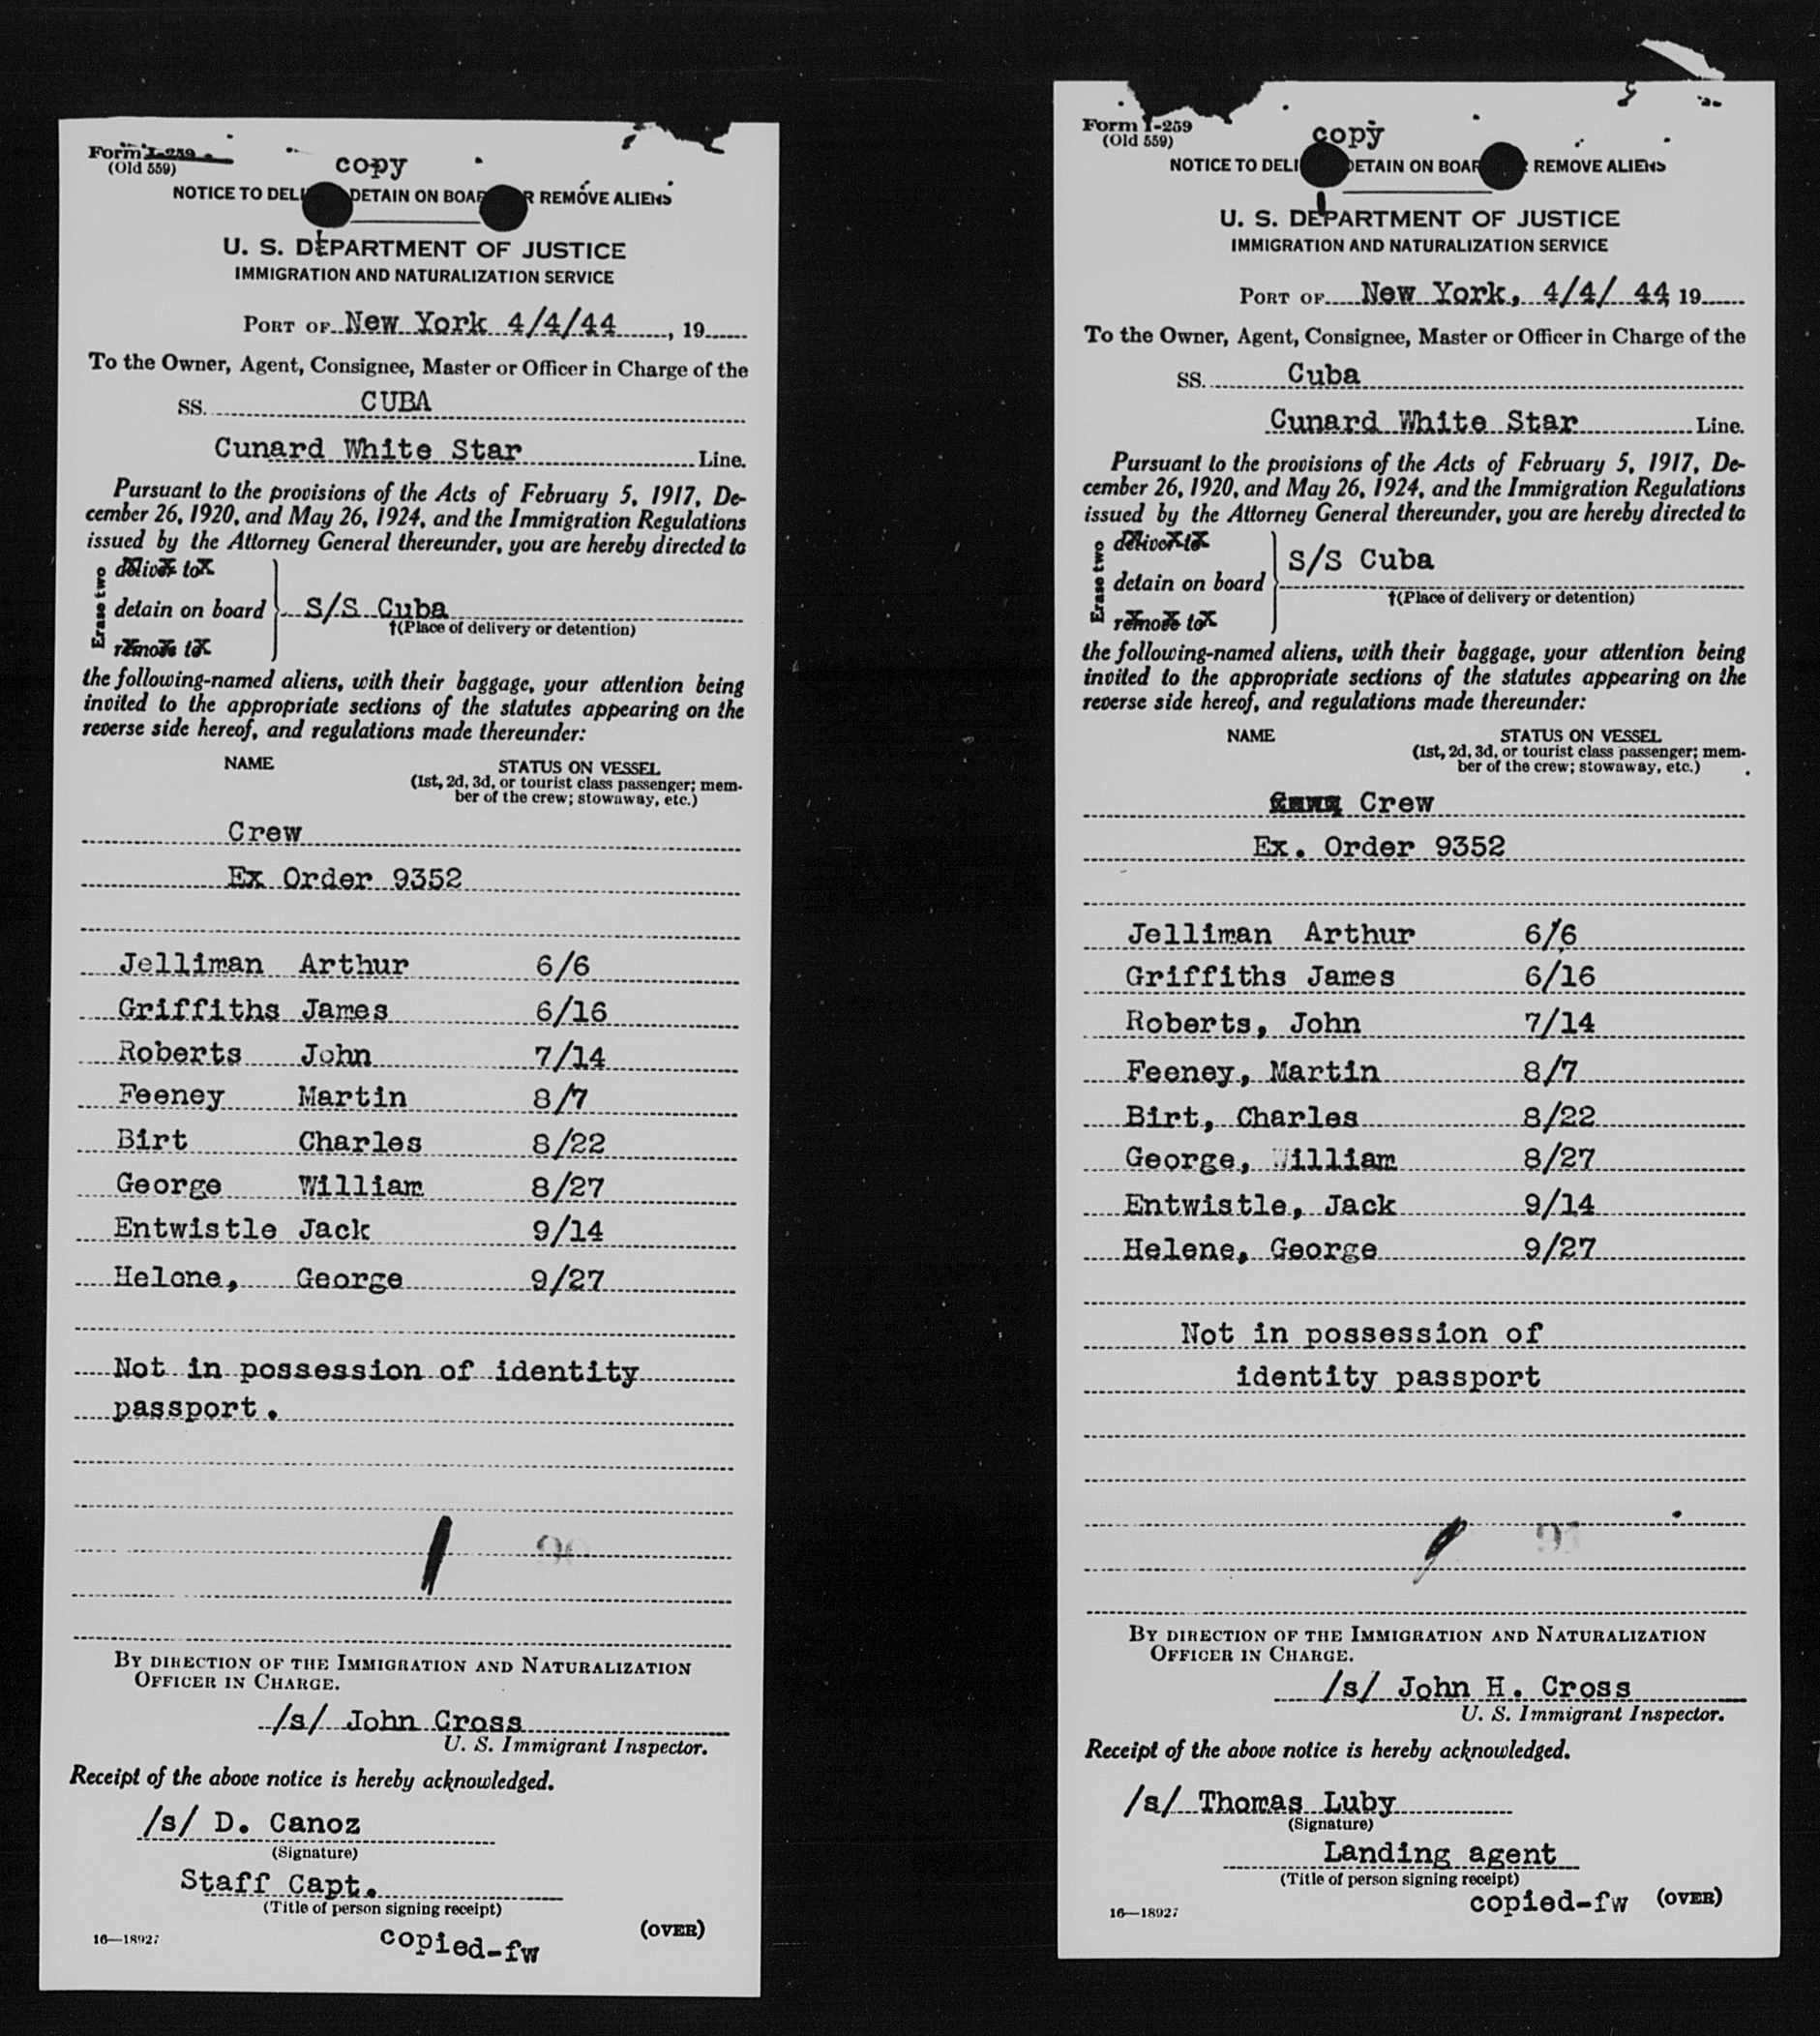 Form I-259
(Old 559)
copy
NOTICE TO DELI DETAIN ON BOAR R REMOVE ALIENS
U. S. DEPARTMENT OF JUSTICE
IMMIGRATION AND NATURALIZATION SERVICE
PORT OF New York 4/4/44, 19
To the Owner, Agent, Consignee, Master or Officer in Charge of the
SS. CUBA
Cunard White Star Line.
Pursuant to the provisions of the Acts of February 5, 1917, De-
cember 26, 1920, and May 26, 1924, and the Immigration Regulations
issued by the Attorney General thereunder, you are hereby directed to
Erase two
deliver to
detain on board S/S Cuba
†(Place of delivery or detention)
remove to
the following-named aliens, with their baggage, your attention being
invited to the appropriate sections of the statutes appearing on the
reverse side hereof, and regulations made thereunder:
NAME STATUS ON VESSEL
(1st, 2d, 3d, or tourist class passenger; mem-
ber of the crew; stowaway, etc.)
Crew
Ex Order 9352
Jelliman Arthur 6/6
Griffiths James 6/16
Roberts John 7/14
Feeney Martin 8/7
Birt Charles 8/22
George William 8/27
Entwistle Jack 9/14
Helene, George 9/27
Not in possession of identity
passport.
BY DIRECTION OF THE IMMIGRATION AND NATURALIZATION
OFFICER IN CHARGE.
/s/ John Cross
U. S. Immigrant Inspector.
Receipt of the above notice is hereby acknowledged.
/s/ D. Canoz
(Signature)
Staff Capt.
(Title of person signing receipt)
16—18927 copied-fw (OVER)
Form I-259
(Old 559)
copy
NOTICE TO DELI DETAIN ON BOAR REMOVE ALIENS
U. S. DEPARTMENT OF JUSTICE
IMMIGRATION AND NATURALIZATION SERVICE
PORT OF New York, 4/4/ 44, 19
To the Owner, Agent, Consignee, Master or Officer in Charge of the
SS. Cuba
Cunard White Star Line.
Pursuant to the provisions of the Acts of February 5, 1917, De-
cember 26, 1920, and May 26, 1924, and the Immigration Regulations
issued by the Attorney General thereunder, you are hereby directed to
Erase two
deliver to
detain on board S/S Cuba
†(Place of delivery or detention)
remove to
the following-named aliens, with their baggage, your attention being
invited to the appropriate sections of the statutes appearing on the
reverse side hereof, and regulations made thereunder:
NAME STATUS ON VESSEL
(1st, 2d, 3d, or tourist class passenger; mem-
ber of the crew; stowaway, etc.)
Crew
Ex. Order 9352
Jelliman Arthur 6/6
Griffiths James 6/16
Roberts, John 7/14
Feeney, Martin 8/7
Birt, Charles 8/22
George, William 8/27
Entwistle, Jack 9/14
Helene, George 9/27
Not in possession of
identity passport
BY DIRECTION OF THE IMMIGRATION AND NATURALIZATION
OFFICER IN CHARGE.
/s/ John H. Cross
U. S. Immigrant Inspector.
Receipt of the above notice is hereby acknowledged.
/s/ Thomas Luby
(Signature)
Landing agent
(Title of person signing receipt)
16—18927 copied-fw (OVER)